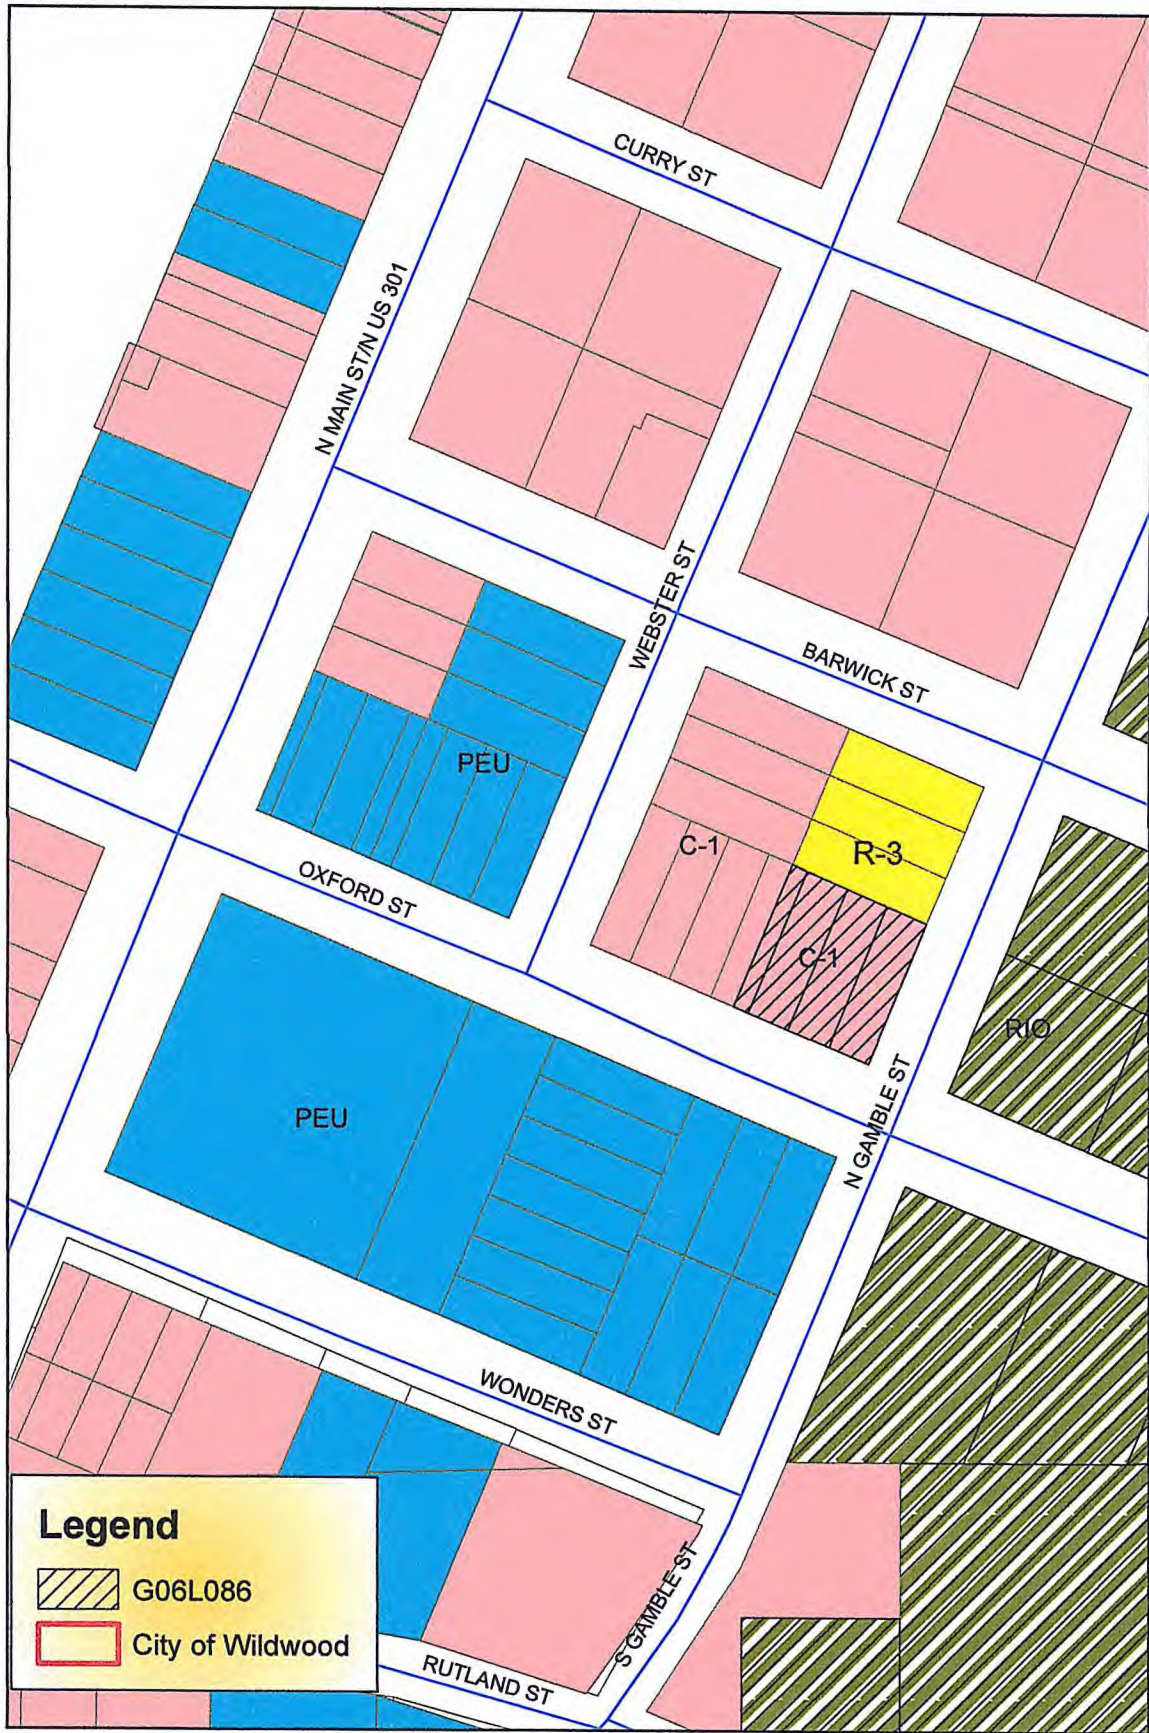 CURRY ST
N MAIN ST/N US 301
WEBSTER ST
BARWICK ST
PEU
C-1
R-3
OXFORD ST
C-1
RIO
PEU
N GAMBLE ST
WONDERS ST
Legend
G06L086
City of Wildwood
S GAMBLE ST
RUTLAND ST